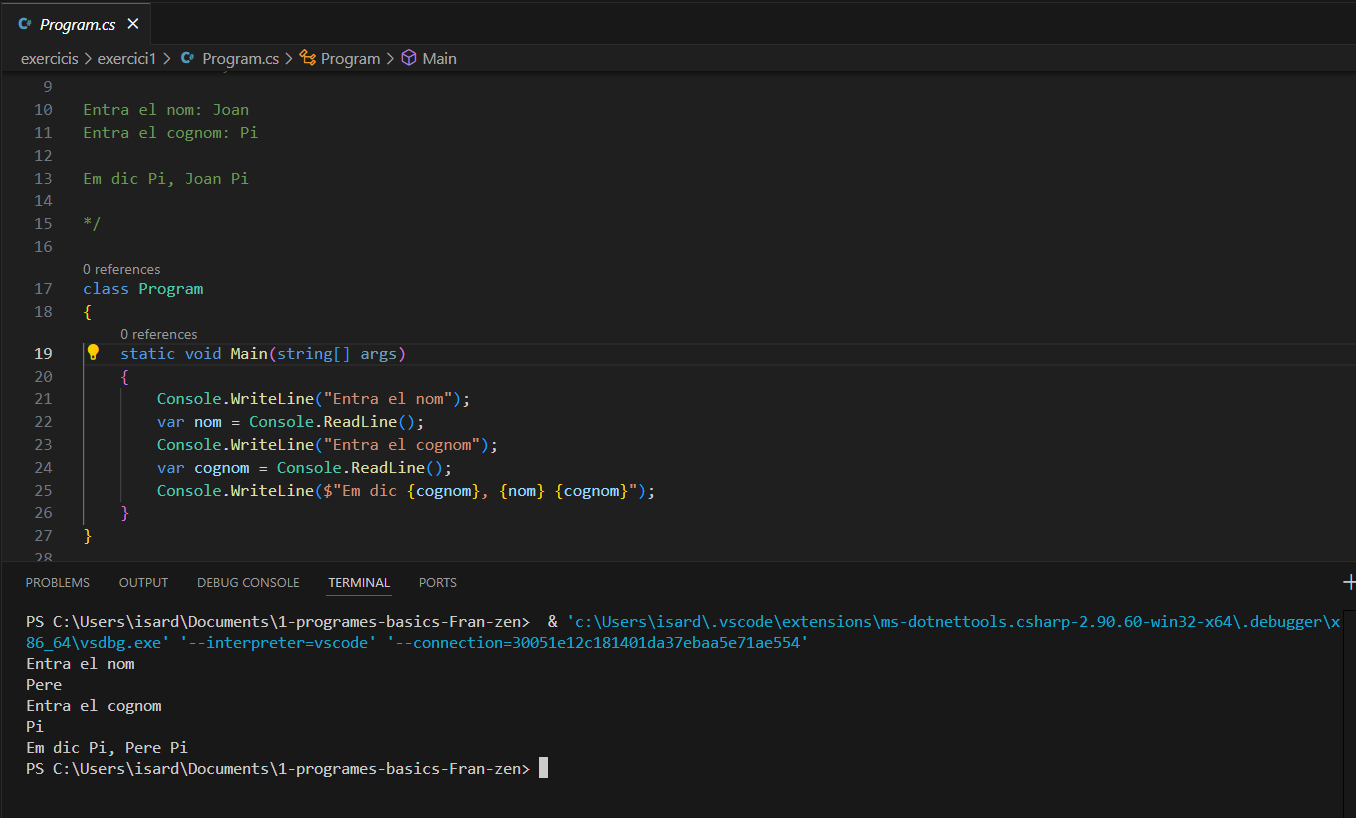 Program.cs
exercicis > exercici1 > Program.cs > Program > Main
9
10 Entra el nom: Joan
11 Entra el cognom: Pi
12
13 Em dic Pi, Joan Pi
14
15 */
16
0 references
17 class Program
18 {
0 references
19 static void Main(string[] args)
20 {
21 Console.WriteLine("Entra el nom");
22 var nom = Console.ReadLine();
23 Console.WriteLine("Entra el cognom");
24 var cognom = Console.ReadLine();
25 Console.WriteLine($"Em dic {cognom}, {nom} {cognom}");
26 }
27 }
28
PROBLEMS OUTPUT DEBUG CONSOLE TERMINAL PORTS
PS C:\Users\isard\Documents\1-programes-basics-Fran-zen>  & 'c:\Users\isard\.vscode\extensions\ms-dotnettools.csharp-2.90.60-win32-x64\.debugger\x
86_64\vsdbg.exe' '--interpreter=vscode' '--connection=30051e12c181401da37ebaa5e71ae554'
Entra el nom
Pere
Entra el cognom
Pi
Em dic Pi, Pere Pi
PS C:\Users\isard\Documents\1-programes-basics-Fran-zen>